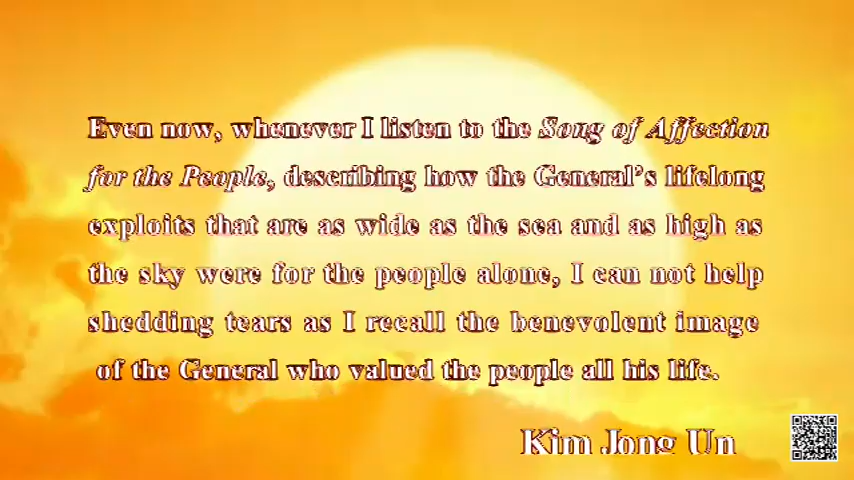 Even now, whenever I listen to the Song of Affection
for the People, describing how the General's lifelong
exploits that are as wide as the sea and as high as
the sky were for the people alone, I can not help
shedding tears as I recall the benevolent image
of the General who valued the people all his life.
Kim Jong Un